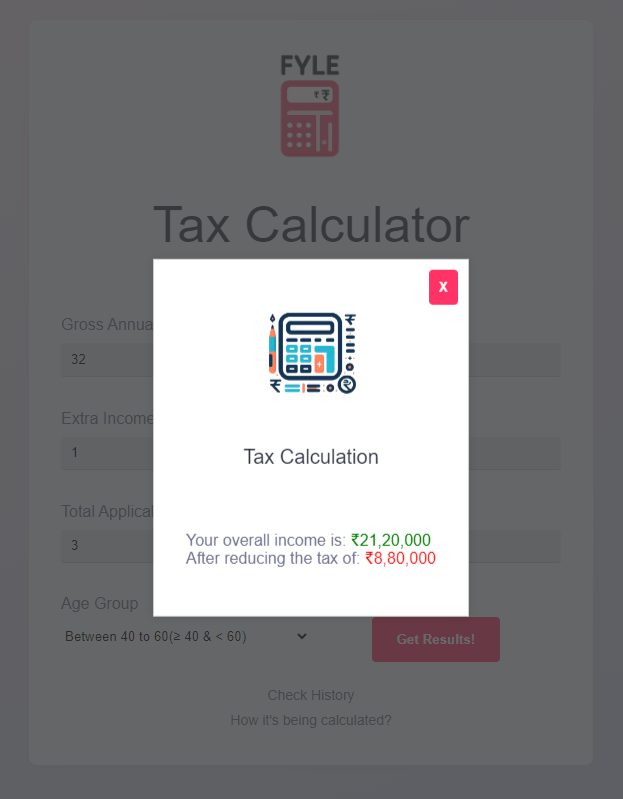 FYLE
₹ ₹
Tax Calculator
X
Gross Annua
32
Extra Income
1
Total Applical
3
Tax Calculation
Your overall income is: ₹21,20,000
After reducing the tax of: ₹8,80,000
Age Group
Between 40 to 60(≥ 40 & < 60)
Get Results!
Check History
How it's being calculated?